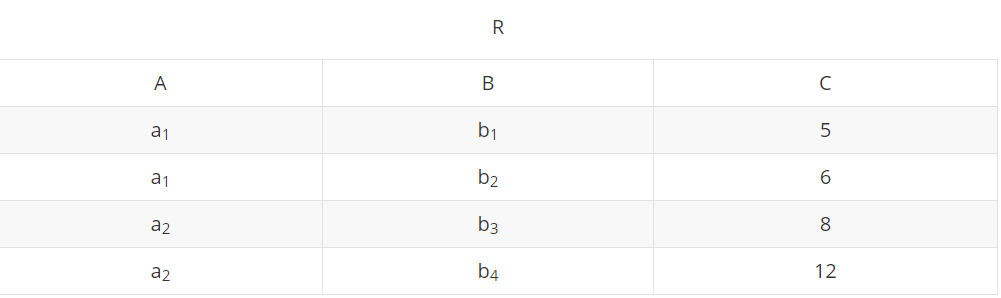 R
A B C
a₁ b₁ 5
a₁ b₂ 6
a₂ b₃ 8
a₂ b₄ 12